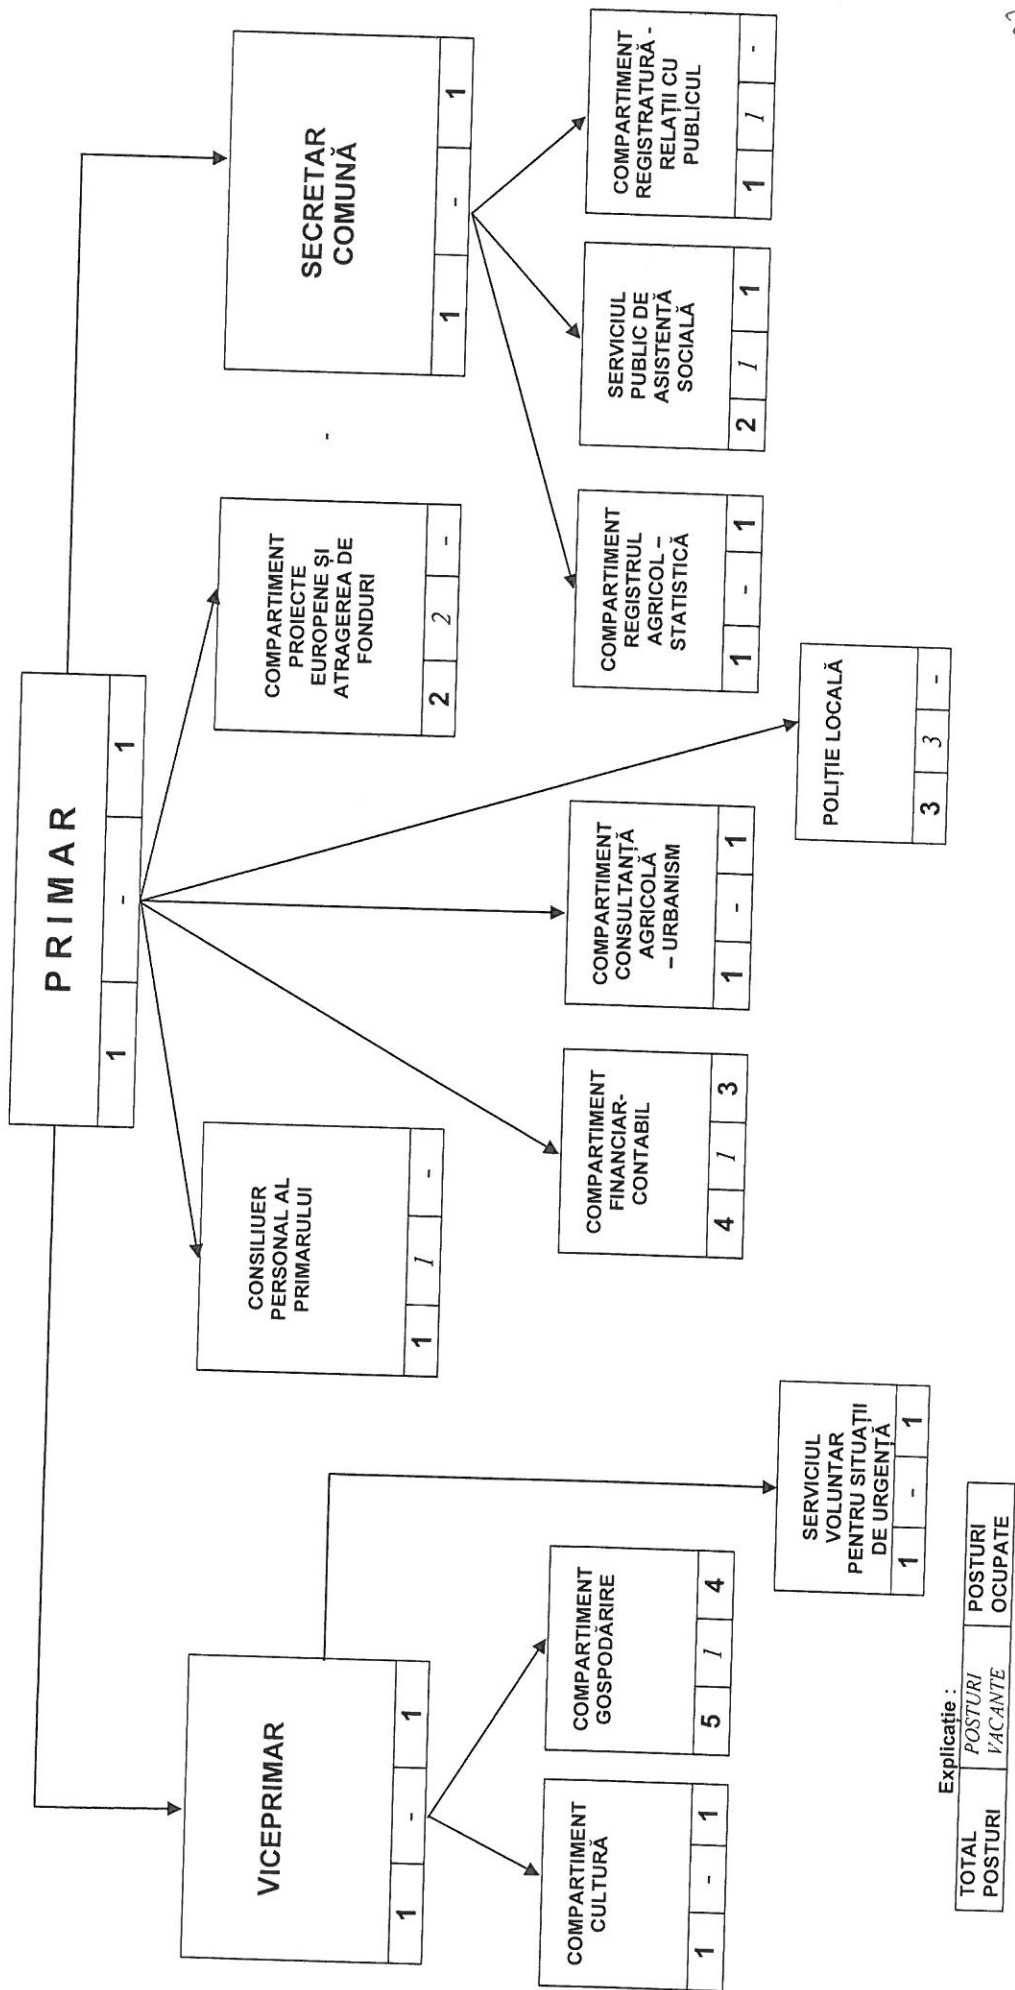 PRIMAR
1 - 1
VICEPRIMAR
1 - 1
CONSILIUER
PERSONAL AL
PRIMARULUI
1 1 -
COMPARTIMENT
PROIECTE
EUROPENE ȘI
ATRAGEREA DE
FONDURI
2 2 -
SECRETAR
COMUNĂ
1 - 1
COMPARTIMENT
CULTURĂ
1 - 1
COMPARTIMENT
GOSPODĂRIRE
5 1 4
COMPARTIMENT
FINANCIAR-
CONTABIL
4 1 3
COMPARTIMENT
CONSULTANȚĂ
AGRICOLĂ
– URBANISM
1 - 1
COMPARTIMENT
REGISTRUL
AGRICOL –
STATISTICĂ
1 - 1
SERVICIUL
PUBLIC DE
ASISTENȚĂ
SOCIALĂ
2 1 1
COMPARTIMENT
REGISTRATURĂ -
RELAȚII CU
PUBLICUL
1 1 -
SERVICIUL
VOLUNTAR
PENTRU SITUAȚII
DE URGENȚĂ
1 - 1
POLIȚIE LOCALĂ
3 3 -
Explicație :
TOTAL
POSTURI
POSTURI
VACANTE
POSTURI
OCUPATE